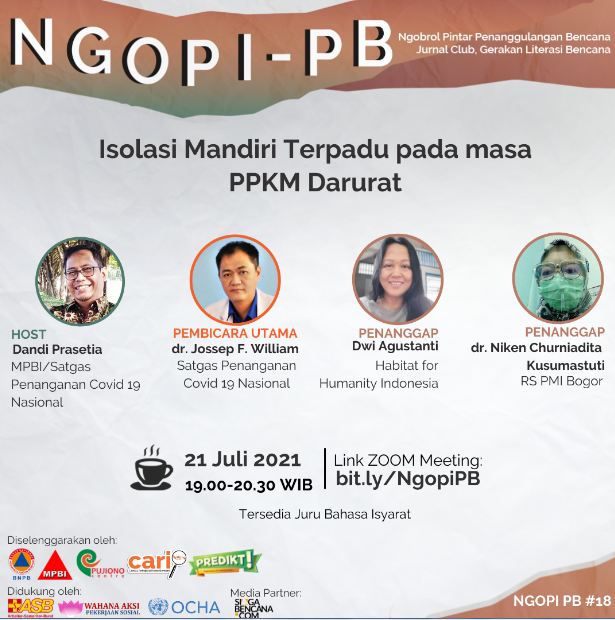 NGOPI-PB
Ngobrol Pintar Penanggulangan Bencana
Jurnal Club, Gerakan Literasi Bencana
Isolasi Mandiri Terpadu pada masa
PPKM Darurat
HOST
Dandi Prasetia
MPBI/Satgas
Penanganan Covid 19
Nasional
PEMBICARA UTAMA
dr. Jossep F. William
Satgas Penanganan
Covid 19 Nasional
PENANGGAP
Dwi Agustanti
Habitat for
Humanity Indonesia
PENANGGAP
dr. Niken Churniadita
Kusumastuti
RS PMI Bogor
21 Juli 2021
19.00-20.30 WIB
Link ZOOM Meeting:
bit.ly/NgopiPB
Tersedia Juru Bahasa Isyarat
Diselenggarakan oleh:
BNPB
MPBI
PUJIONO
centre
cari
PREDIKT!
Didukung oleh:
ASB
Arbeiter-Samariter-Bund
WAHANA AKSI
PEKERJAAN SOSIAL
OCHA
Media Partner:
SIAGA
BENCANA
.COM
NGOPI PB #18